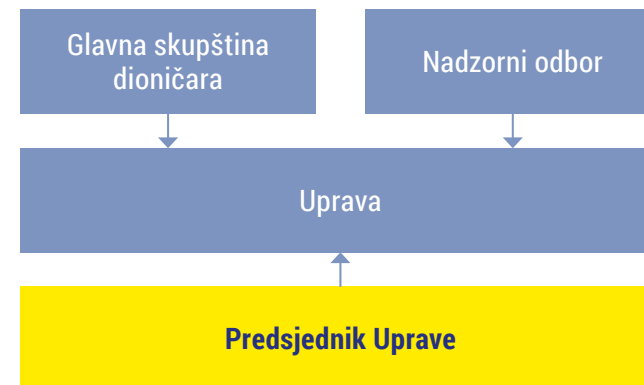 Glavna skupština
dioničara
Nadzorni odbor
Uprava
Predsjednik Uprave